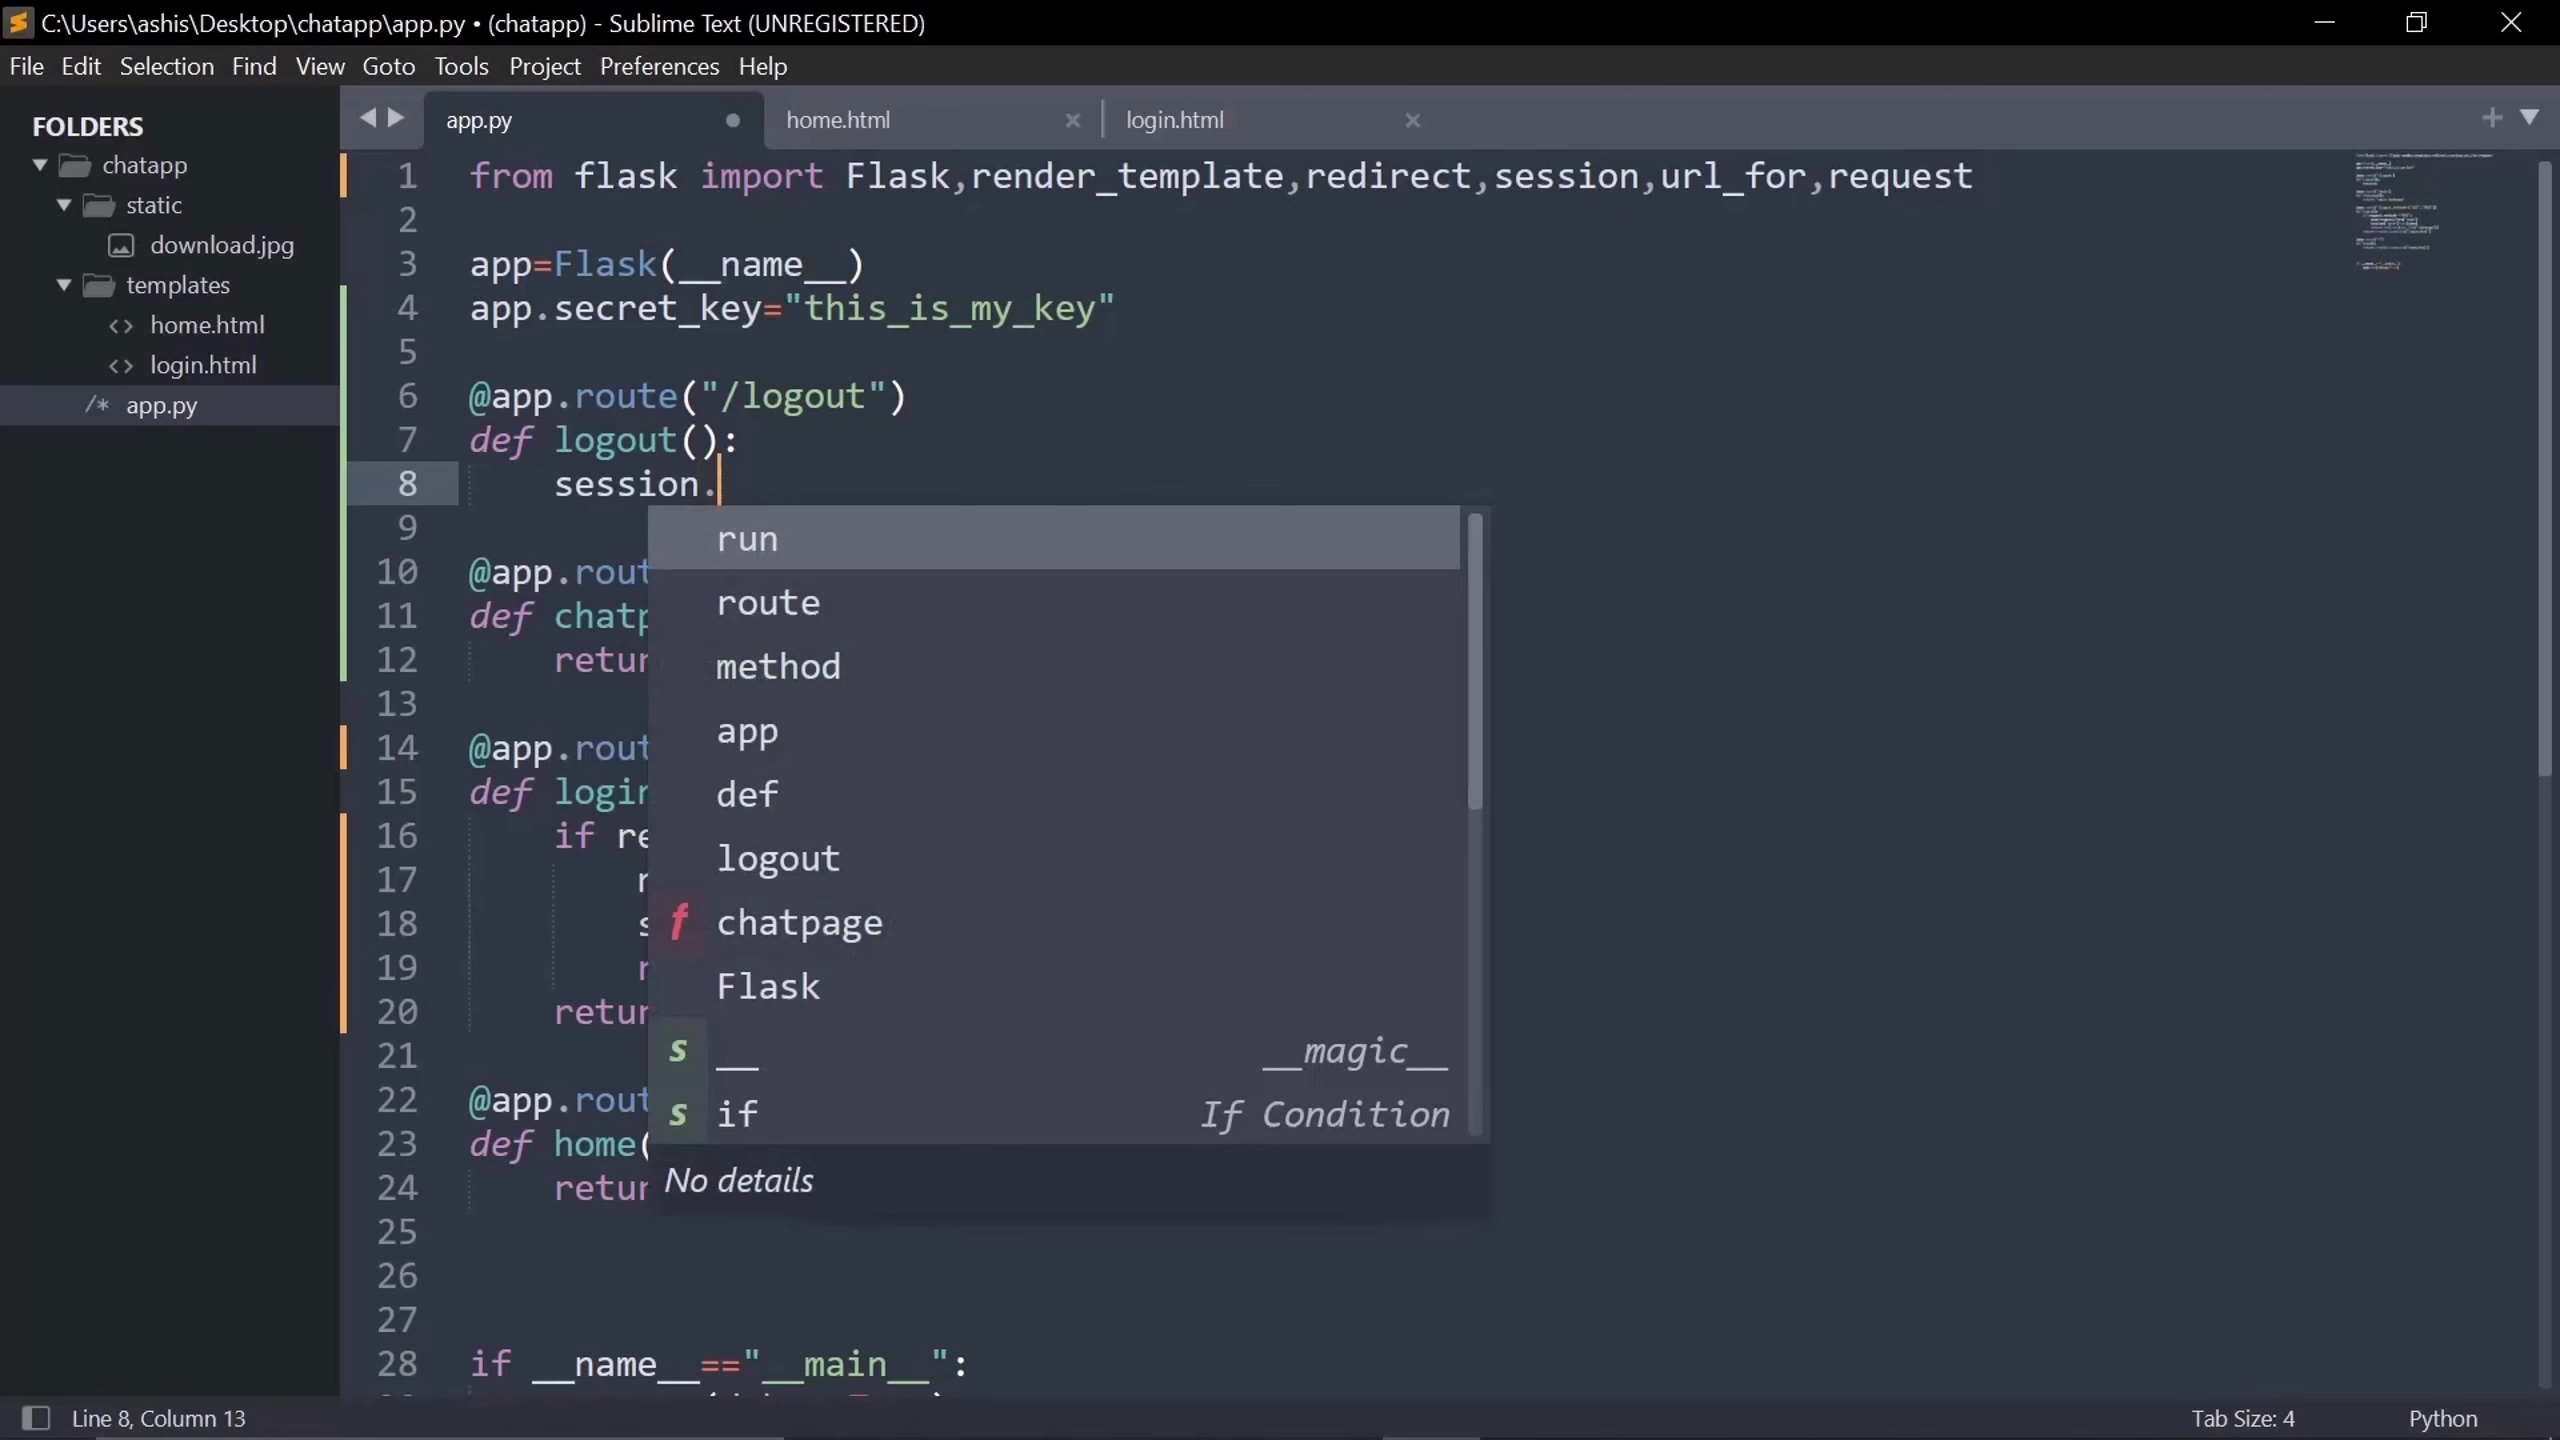 C:\Users\ashis\Desktop\chatapp\app.py • (chatapp) - Sublime Text (UNREGISTERED)
File Edit Selection Find View Goto Tools Project Preferences Help
FOLDERS
chatapp
static
download.jpg
templates
home.html
login.html
/* app.py
app.py home.html login.html
1 from flask import Flask,render_template,redirect,session,url_for,request
2
3 app=Flask(__name__)
4 app.secret_key="this_is_my_key"
5
6 @app.route("/logout")
7 def logout():
8 session.
9
10 @app.rout
11 def chatp
12 retur
13
14 @app.rout
15 def login
16 if re
17 r
18 s
19 r
20 retur
21
22 @app.rout
23 def home(
24 retur
25
26
27
28 if __name__=="__main__":
run
route
method
app
def
logout
f chatpage
Flask
s __ __magic__
s if If Condition
No details
Line 8, Column 13 Tab Size: 4 Python